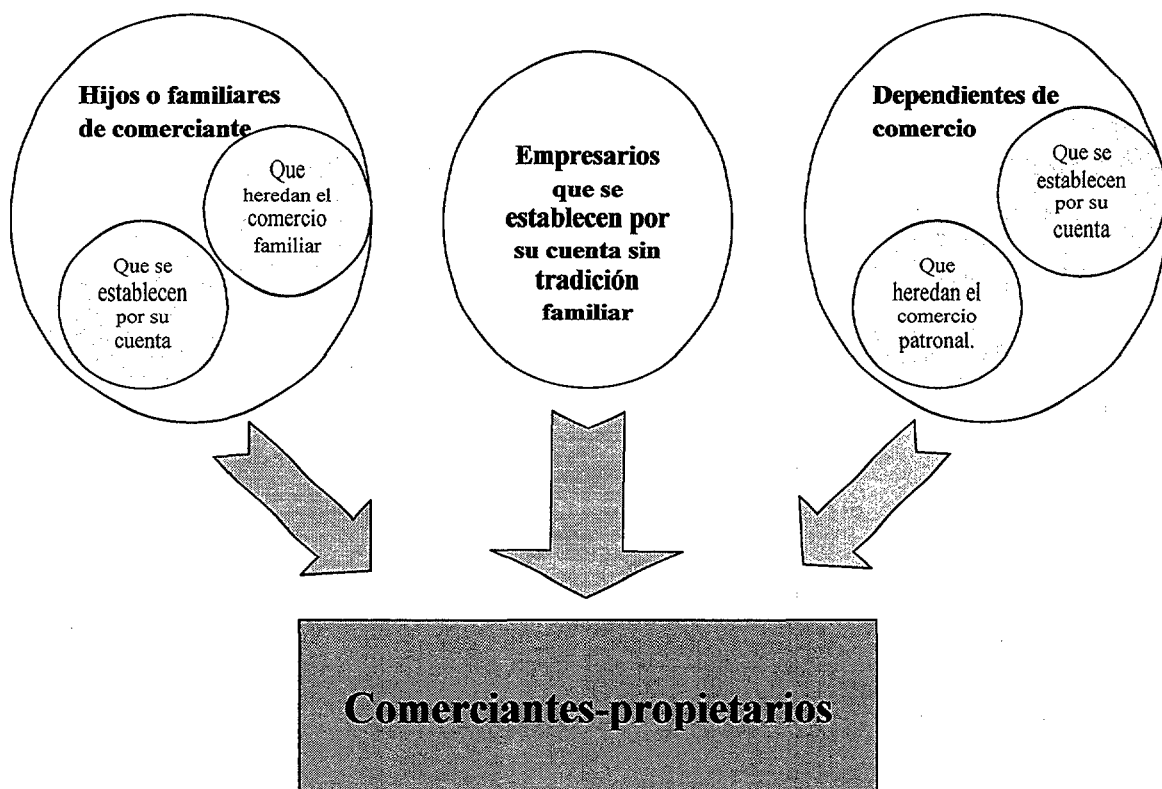 Hijos o familiares
de comerciante
Que
heredan el
comercio
familiar
Que se
establecen
por su
cuenta
Empresarios
que se
establecen por
su cuenta sin
tradición
familiar
Dependientes de
comercio
Que se
establecen
por su
cuenta
Que
heredan el
comercio
patronal.
Comerciantes-propietarios